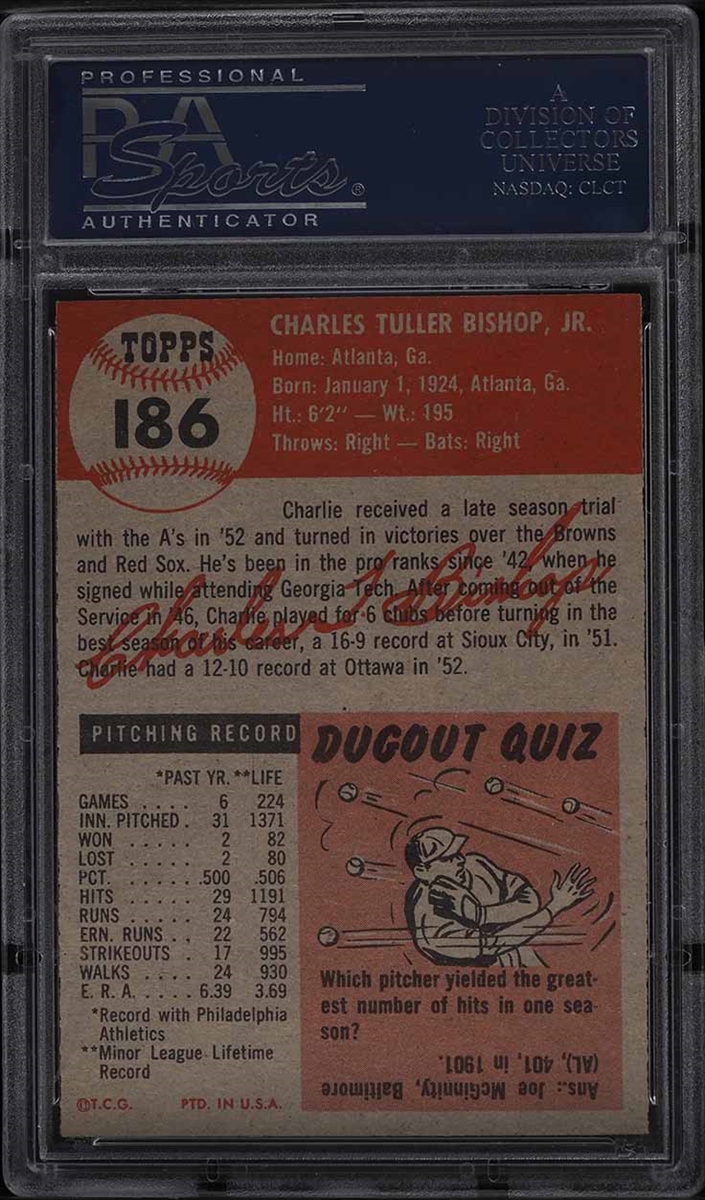 PROFESSIONAL
PSA
Sports®
AUTHENTICATOR
A
DIVISION OF
COLLECTORS
UNIVERSE
NASDAQ: CLCT
TOPPS
186
CHARLES TULLER BISHOP, JR.
Home: Atlanta, Ga.
Born: January 1, 1924, Atlanta, Ga.
Ht.: 6'2" — Wt.: 195
Throws: Right — Bats: Right
Charlie received a late season trial
with the A's in '52 and turned in victories over the Browns
and Red Sox. He's been in the pro ranks since '42, when he
signed while attending Georgia Tech. After coming out of the
Service in '46, Charlie played for 6 clubs before turning in the
best season of his career, a 16-9 record at Sioux City, in '51.
Charlie had a 12-10 record at Ottawa in '52.
Charles T Bishop
PITCHING RECORD
*PAST YR. **LIFE
GAMES . . . . 6 224
INN. PITCHED . 31 1371
WON . . . . . 2 82
LOST . . . . . 2 80
PCT. . . . . . . .500 .506
HITS . . . . . 29 1191
RUNS . . . . . 24 794
ERN. RUNS . . 22 562
STRIKEOUTS . 17 995
WALKS . . . . 24 930
E. R. A. . . . . . 6.39 3.69
*Record with Philadelphia
Athletics
**Minor League Lifetime
Record
©T.C.G. PTD. IN U.S.A.
DUGOUT QUIZ
Which pitcher yielded the great-
est number of hits in one sea-
son?
Ans.: Joe McGinnity, Baltimore
(AL), 401, in 1901.